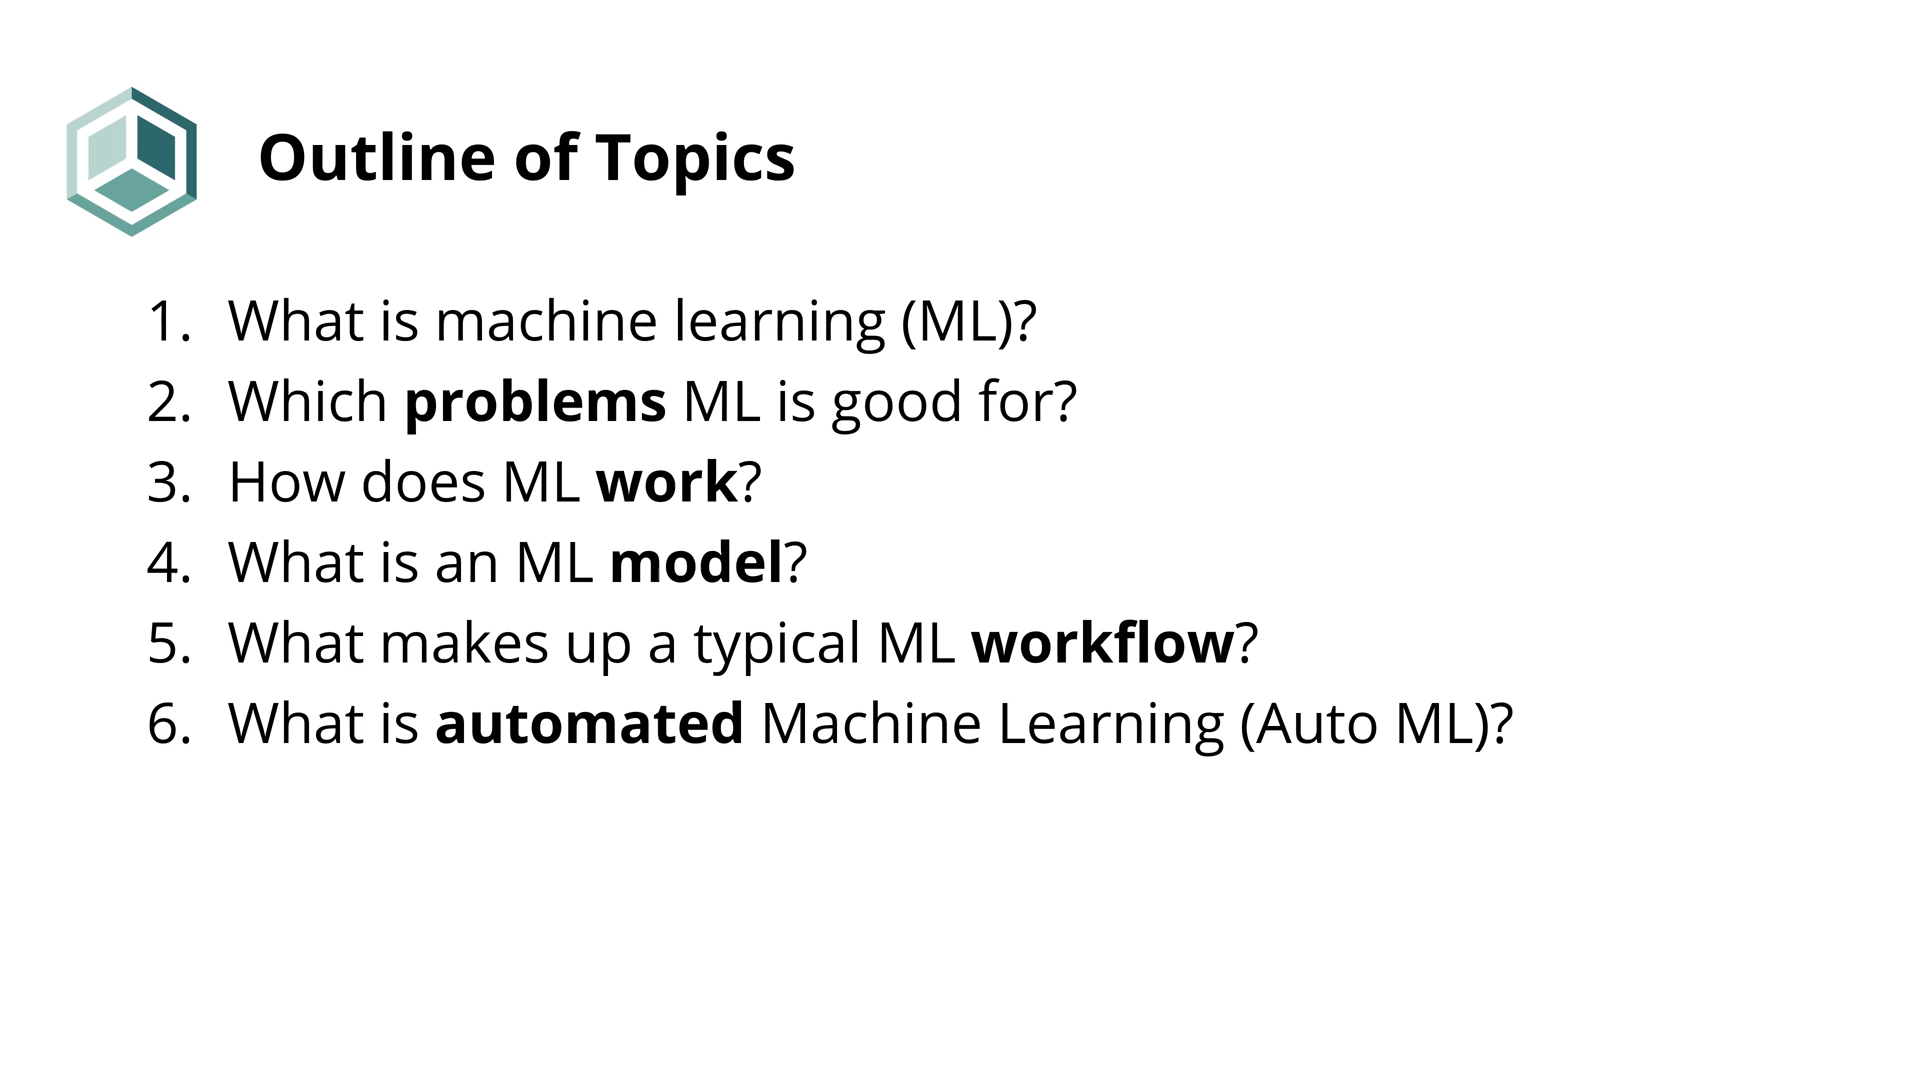 Outline of Topics
1. What is machine learning (ML)?
2. Which problems ML is good for?
3. How does ML work?
4. What is an ML model?
5. What makes up a typical ML workflow?
6. What is automated Machine Learning (Auto ML)?